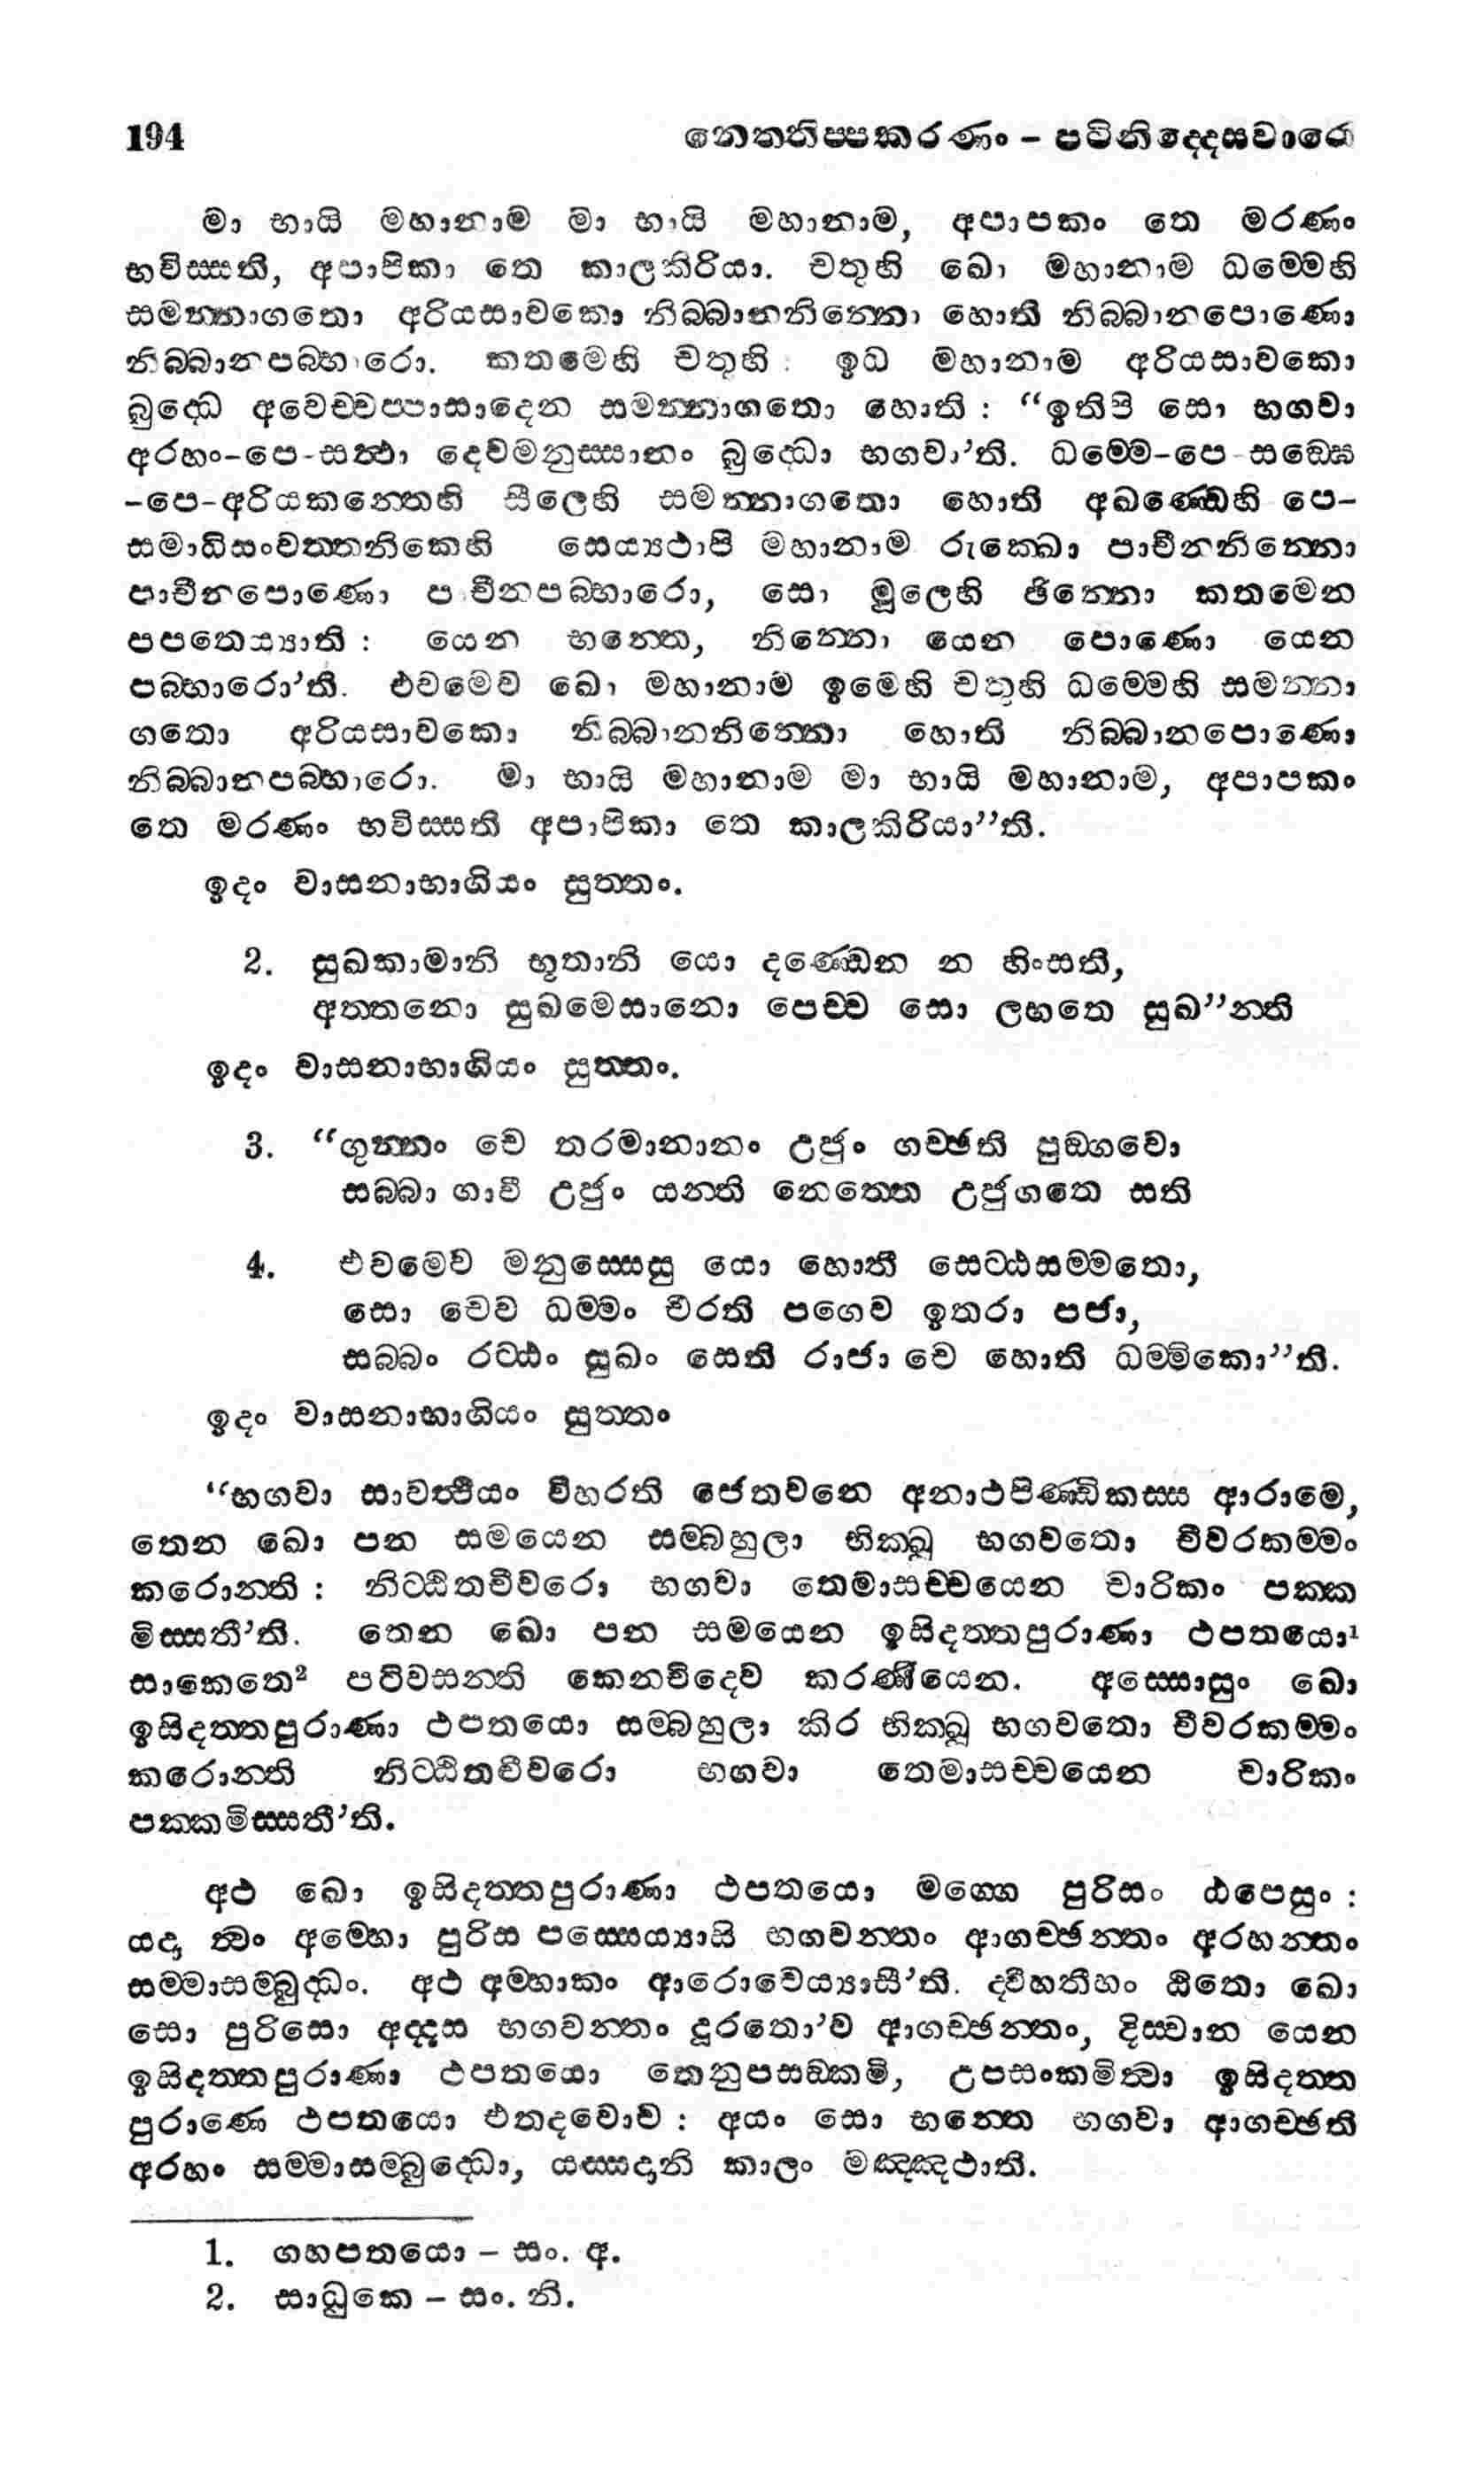 194 නෙත්තිප්පකරණං – පටිනිද්දෙසවාරො
මා භායි මහානාම මා භායි මහානාම, අපාපකං තෙ මරණං
භවිස්සති, අපාපිකා තෙ කාලකිරියා. චතුහි ඛො මහානාම ධම්මෙහි
සමන්නාගතො අරියසාවකො නිබ්බානනින්නො හොති නිබ්බානපොණො
නිබ්බානපබ්භාරො. කතමෙහි චතුහි : ඉධ මහානාම අරියසාවකො
බුද්ධෙ අවෙච්චප්පාසාදෙන සමන්නාගතො හොති : “ඉතිපි සො භගවා
අරහං-පෙ-සත්ථා දෙවමනුස්සානං බුද්ධො භගවා’ති. ධම්මෙ-පෙ-සඞ්ඝෙ
-පෙ-අරියකන්තෙහි සීලෙහි සමන්නාගතො හොති අඛණ්ඩෙහි පෙ-
සමාධිසංවත්තනිකෙහි සෙය්‍යථාපි මහානාම රුක්ඛො පාචීනනින්නො
පාචීනපොණො පාචීනපබ්භාරො, සො මූලෙහි ඡින්නො කතමෙන
පපතෙය්‍යාති : යෙන භන්තෙ, නින්නො යෙන පොණො යෙන
පබ්භාරො’ති. එවමෙව ඛො මහානාම ඉමෙහි චතුහි ධම්මෙහි සමන්නා
ගතො අරියසාවකො නිබ්බානනින්නො හොති නිබ්බානපොණො
නිබ්බානපබ්භාරො. මා භායි මහානාම මා භායි මහානාම, අපාපකං
තෙ මරණං භවිස්සති අපාපිකා තෙ කාලකිරියා”ති.
ඉදං වාසනාභාගියං සුත්තං.
2. සුඛකාමානි භූතානි යො දණ්ඩෙන න හිංසති,
අත්තනො සුඛමෙසානො පෙච්ච සො ලභතෙ සුඛ”න්ති
ඉදං වාසනාභාගියං සුත්තං.
3. “ගුන්නං චෙ තරමානානං උජුං ගච්ඡති පුඞ්ගවො
සබ්බා ගාවී උජුං යන්ති නෙත්තෙ උජුගතෙ සති
4. එවමෙව මනුස්සෙසු යො හොති සෙට්ඨසම්මතො,
සො චෙව ධම්මං චරති පගෙව ඉතරා පජා,
සබ්බං රට්ඨං සුඛං සෙති රාජා චෙ හොති ධම්මිකො”ති.
ඉදං වාසනාභාගියං සුත්තං
“භගවා සාවත්ථියං විහරති ජෙතවනෙ අනාථපිණ්ඩිකස්ස ආරාමෙ,
තෙන ඛො පන සමයෙන සම්බහුලා භික්ඛූ භගවතො චීවරකම්මං
කරොන්ති : නිට්ඨිතචීවරො භගවා තෙමාසච්චයෙන චාරිකං පක්ක
මිස්සතී’ති. තෙන ඛො පන සමයෙන ඉසිදත්තපුරාණා ථපතයො¹
සාකෙතෙ² පටිවසන්ති කෙනචිදෙව කරණීයෙන. අස්සොසුං ඛො
ඉසිදත්තපුරාණා ථපතයො සම්බහුලා කිර භික්ඛූ භගවතො චීවරකම්මං
කරොන්ති නිට්ඨිතචීවරො භගවා තෙමාසච්චයෙන චාරිකං
පක්කමිස්සතී’ති.
අථ ඛො ඉසිදත්තපුරාණා ථපතයො මග්ගෙ පුරිසං ඨපෙසුං :
යදා ත්වං අම්භො පුරිස පස්සෙය්‍යාසි භගවන්තං ආගච්ඡන්තං අරහන්තං
සම්මාසම්බුද්ධං. අථ අම්හාකං ආරොචෙය්‍යාසී’ති. ද්වීහතීහං ඨිතො ඛො
සො පුරිසො අද්දස භගවන්තං දූරතො’ව ආගච්ඡන්තං, දිස්වාන යෙන
ඉසිදත්තපුරාණා ථපතයො තෙනුපසඞ්කමි, උපසංකමිත්වා ඉසිදත්ත
පුරාණෙ ථපතයො එතදවොච : අයං සො භන්තෙ භගවා ආගච්ඡති
අරහං සම්මාසම්බුද්ධො, යස්සදානි කාලං මඤ්ඤථාති.
1. ගහපතයො – සං. අ.
2. සාධුකෙ – සං. නි.